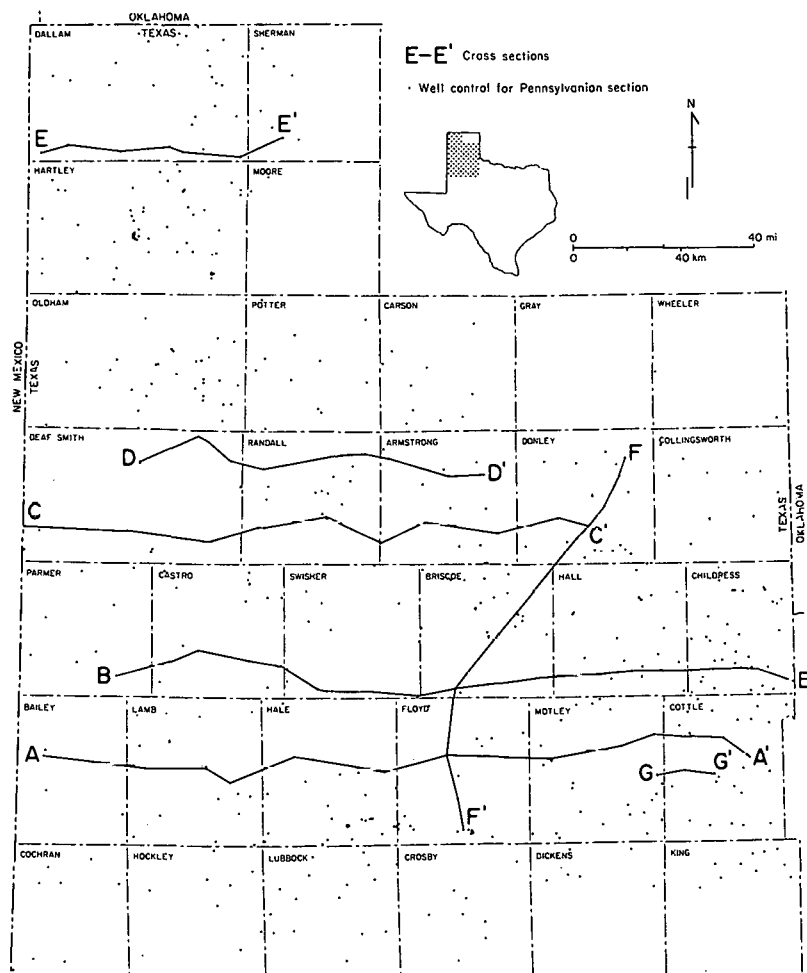 OKLAHOMA
TEXAS
DALLAM
SHERMAN
E-E' Cross sections
· Well control for Pennsylvanian section
N
E
E'
HARTLEY
MOORE
0 40 mi
0 40 km
OLDHAM
POTTER
CARSON
GRAY
WHEELER
NEW MEXICO
TEXAS
DEAF SMITH
RANDALL
ARMSTRONG
DONLEY
COLLINGSWORTH
D
D'
F
C
C'
TEXAS
OKLAHOMA
PARMER
CASTRO
SWISHER
BRISCOE
HALL
CHILDRESS
B
BAILEY
LAMB
HALE
FLOYD
MOTLEY
COTTLE
A
A'
G
G'
F'
COCHRAN
HOCKLEY
LUBBOCK
CROSBY
DICKENS
KING